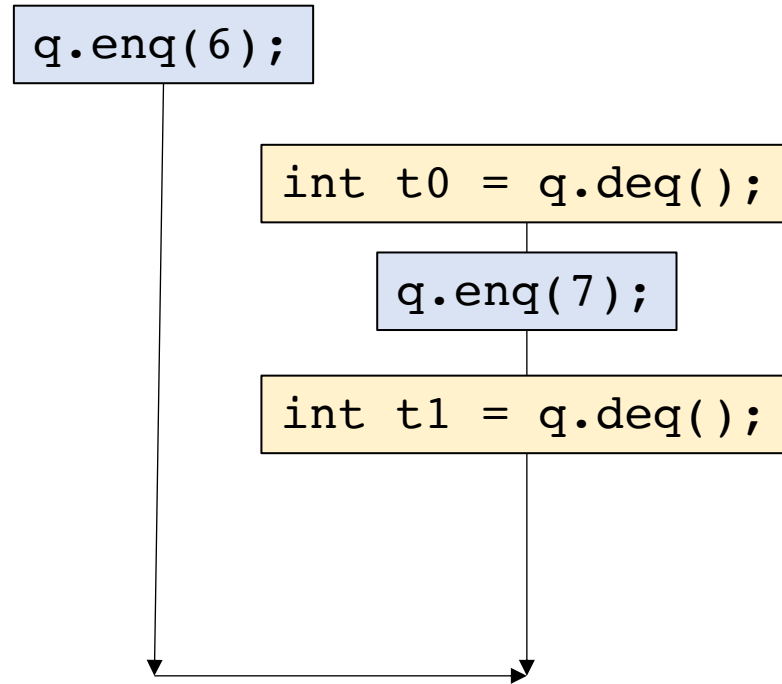 q.enq(6);
int t0 = q.deq();
q.enq(7);
int t1 = q.deq();